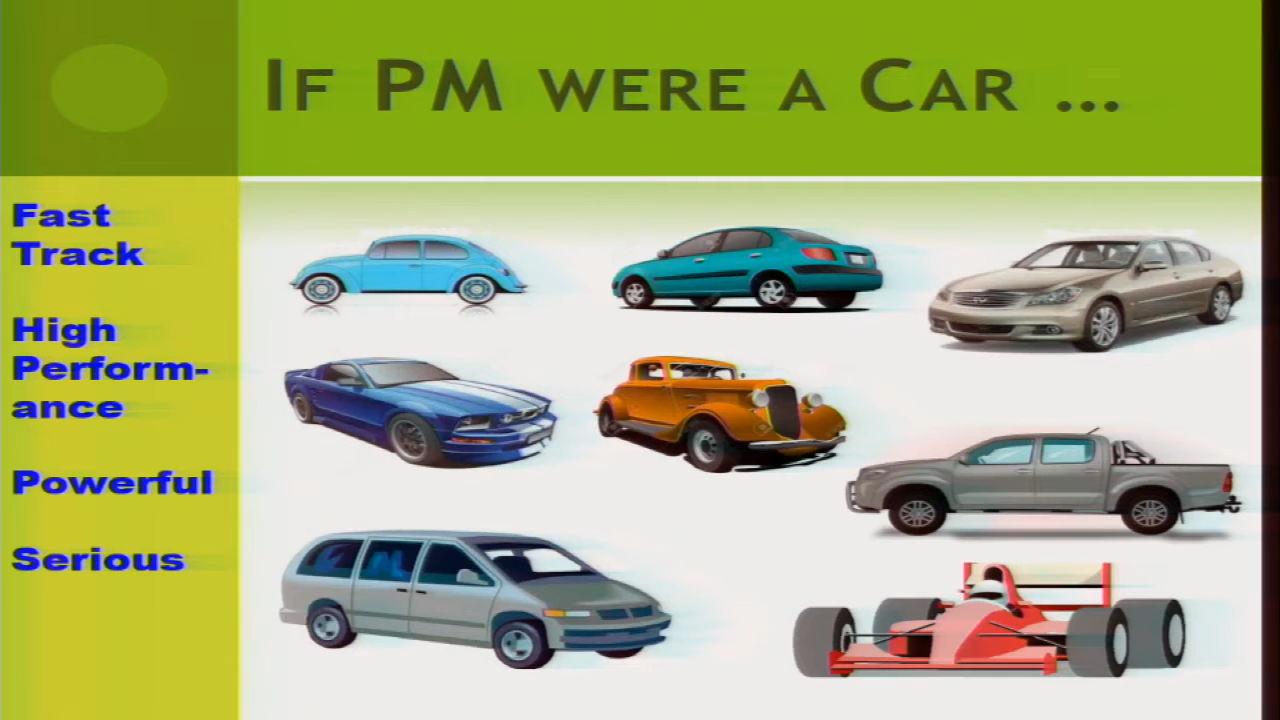 IF PM WERE A CAR ...
Fast
Track
High
Perform-
ance
Powerful
Serious